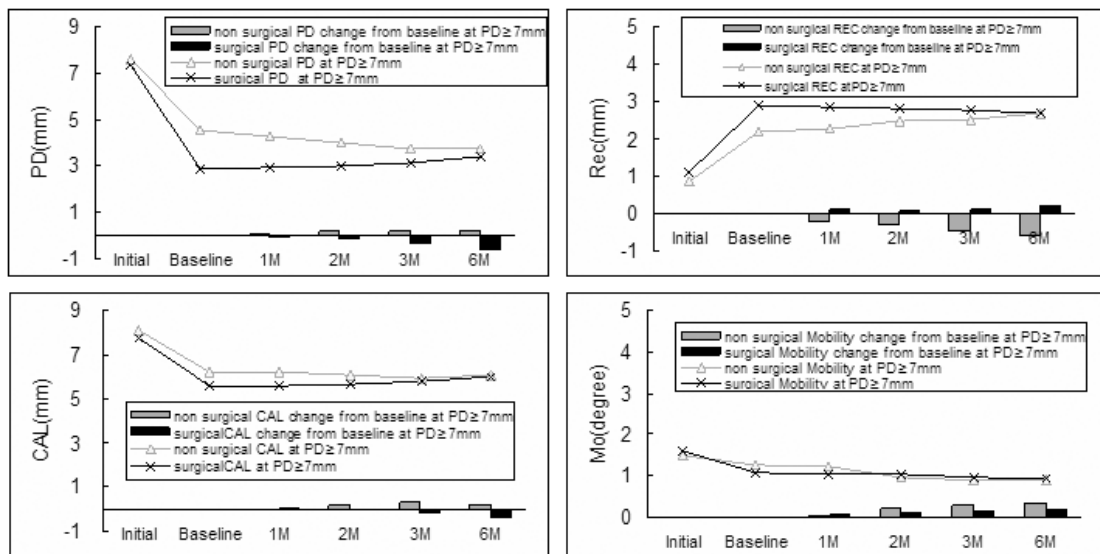 PD(mm)
9
7
5
3
1
-1
non surgical PD change from baseline at PD≥7mm
surgical PD change from baseline at PD≥7mm
non surgical PD at PD≥7mm
surgical PD at PD≥7mm
Initial Baseline 1M 2M 3M 6M
Rec(mm)
5
4
3
2
1
0
-1
non surgical REC change from baseline at PD≥7mm
surgical REC change from baseline at PD≥7mm
non surgical REC at PD≥7mm
surgical REC at PD≥7mm
Initial Baseline 1M 2M 3M 6M
CAL(mm)
9
7
5
3
1
-1
non surgical CAL change from baseline at PD≥7mm
surgicalCAL change from baseline at PD≥7mm
non surgical CAL at PD≥7mm
surgicalCAL at PD≥7mm
Initial Baseline 1M 2M 3M 6M
Mo(degree)
5
4
3
2
1
0
non surgical Mobility change from baseline at PD≥7mm
surgical Mobility change from baseline at PD≥7mm
non surgical Mobility at PD≥7mm
surgical Mobility at PD≥7mm
Initial Baseline 1M 2M 3M 6M